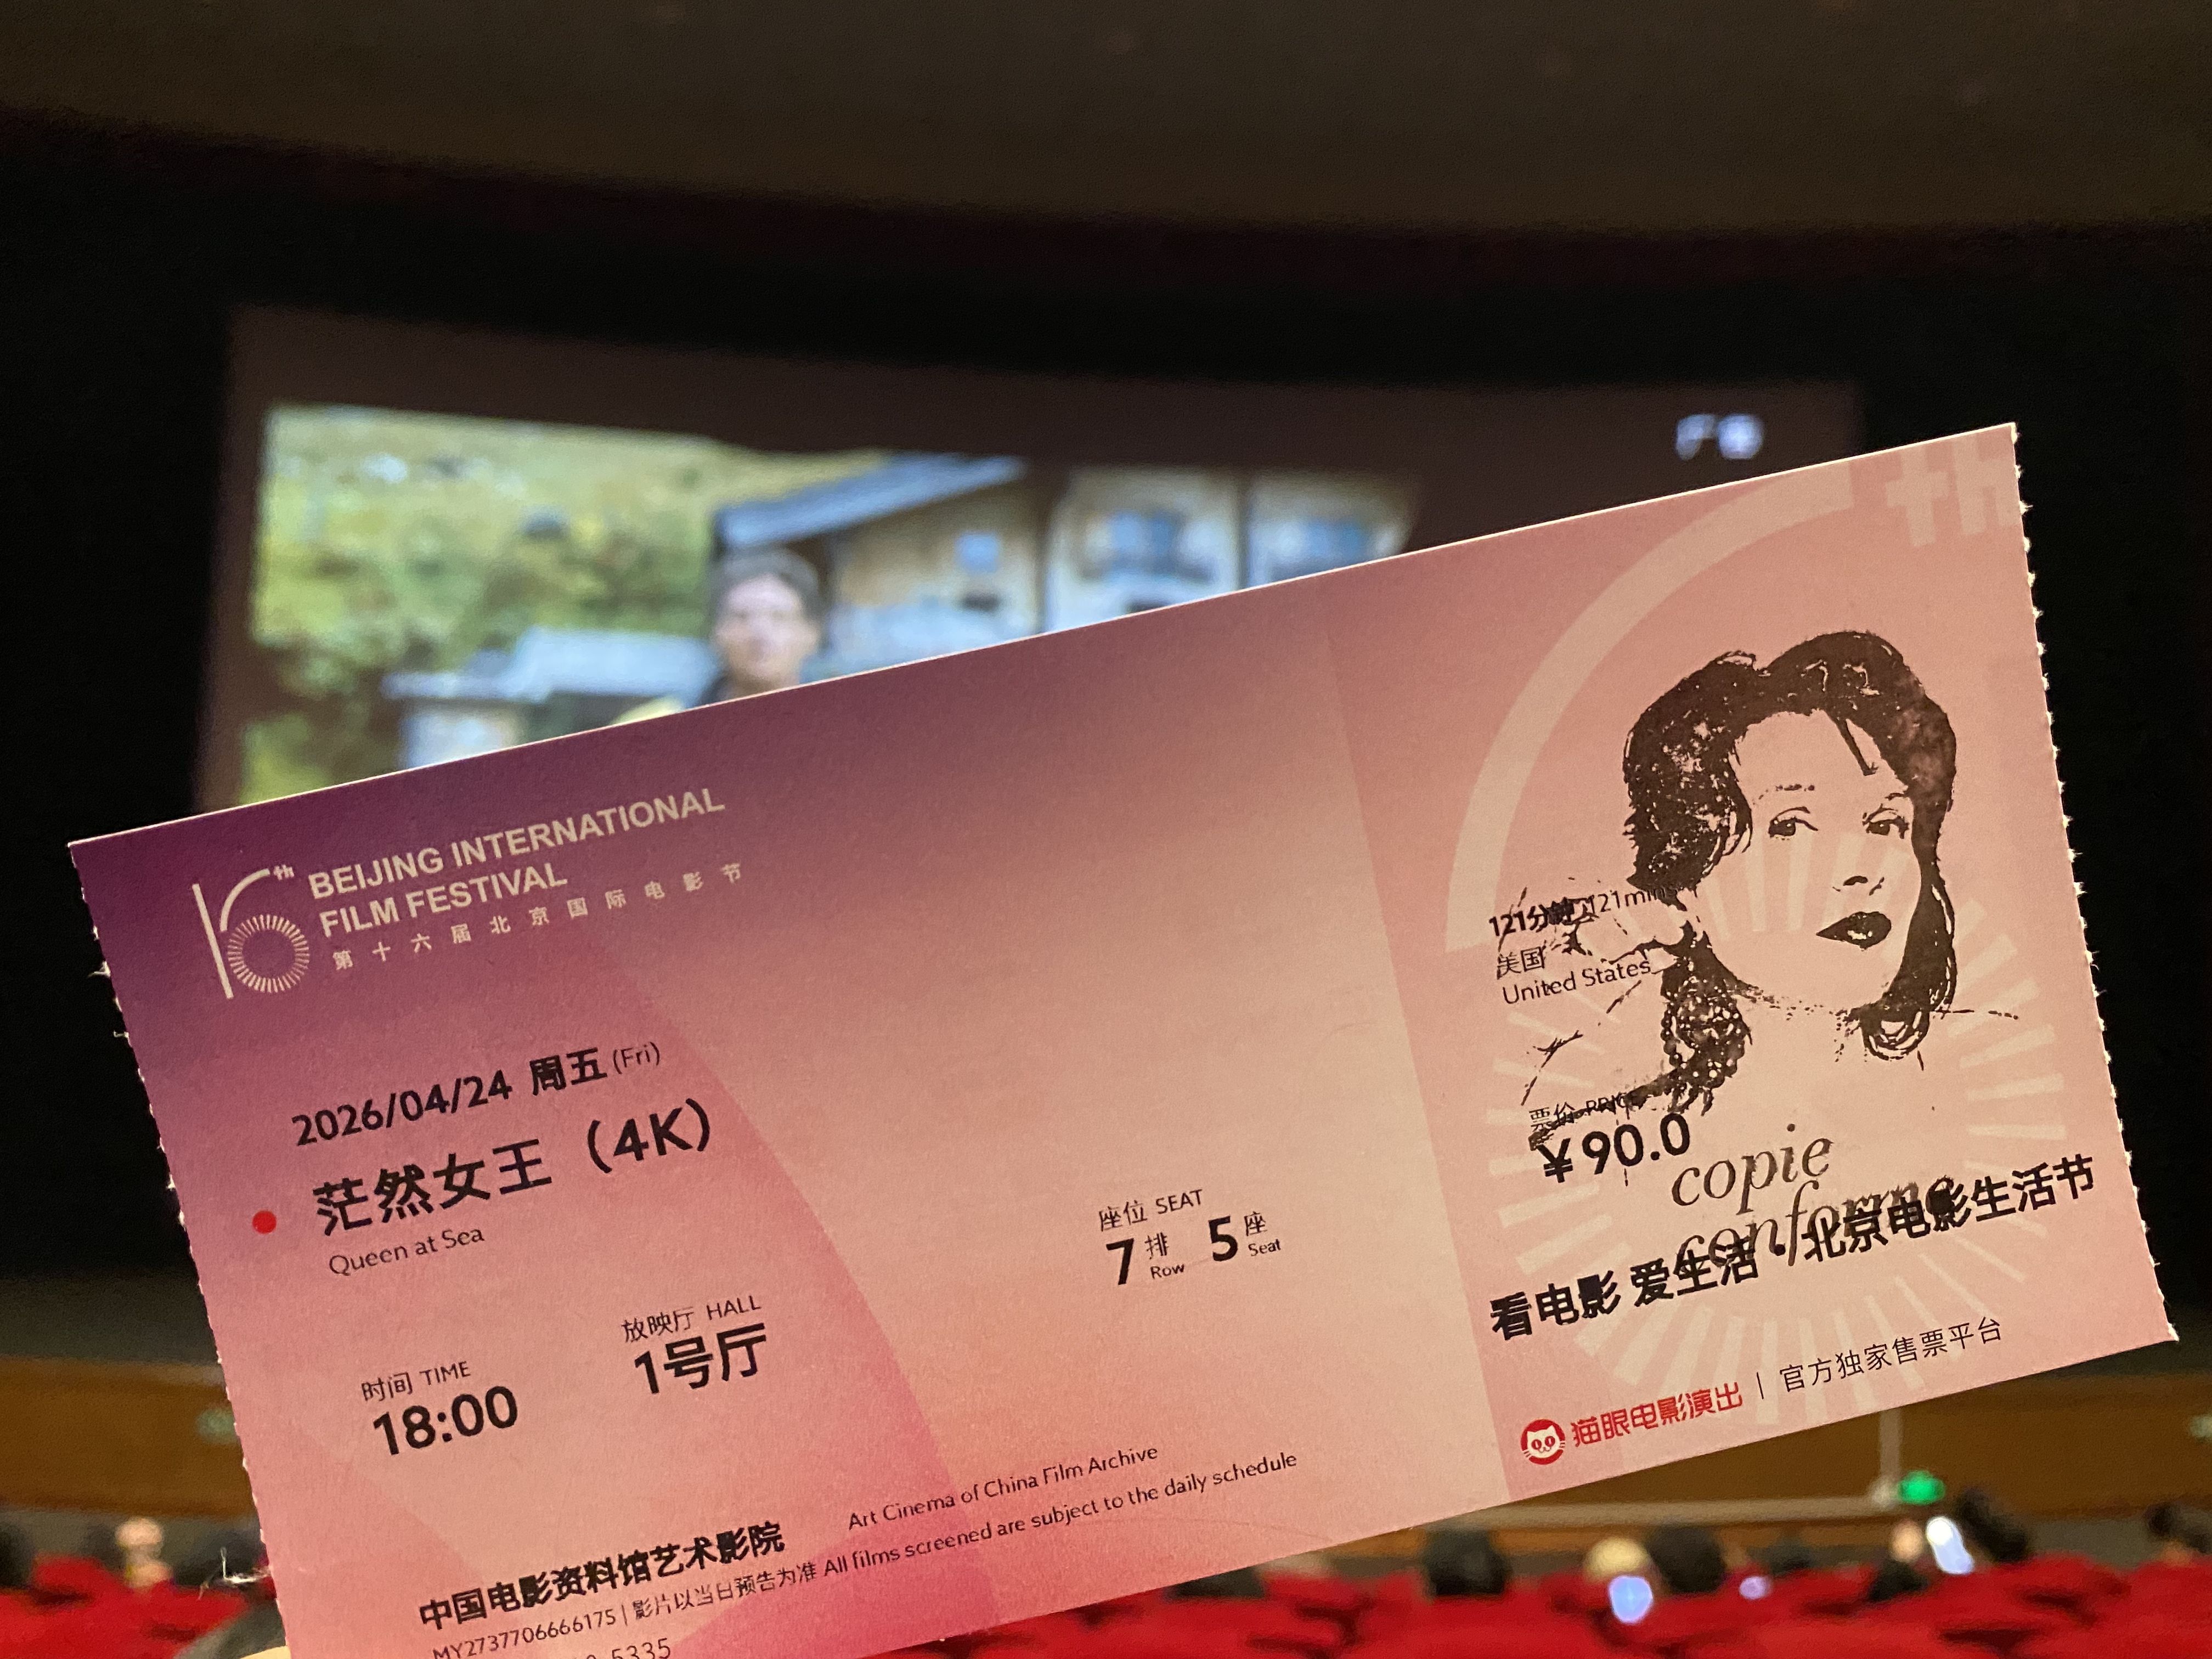 16th
BEIJING INTERNATIONAL
FILM FESTIVAL
第十六届北京国际电影节
2026/04/24 周五 (Fri)
茫然女王（4K）
Queen at Sea
时间 TIME
18:00
放映厅 HALL
1号厅
座位 SEAT
7 排 Row 5 座 Seat
中国电影资料馆艺术影院 Art Cinema of China Film Archive
MY2737706666175 | 影片以当日预告为准 All films screened are subject to the daily schedule
5335
th
121分钟 121mins
美国
United States
票价 PRICE
¥90.0
copie
conforme
看电影 爱生活·北京电影生活节
猫眼电影演出 | 官方独家售票平台